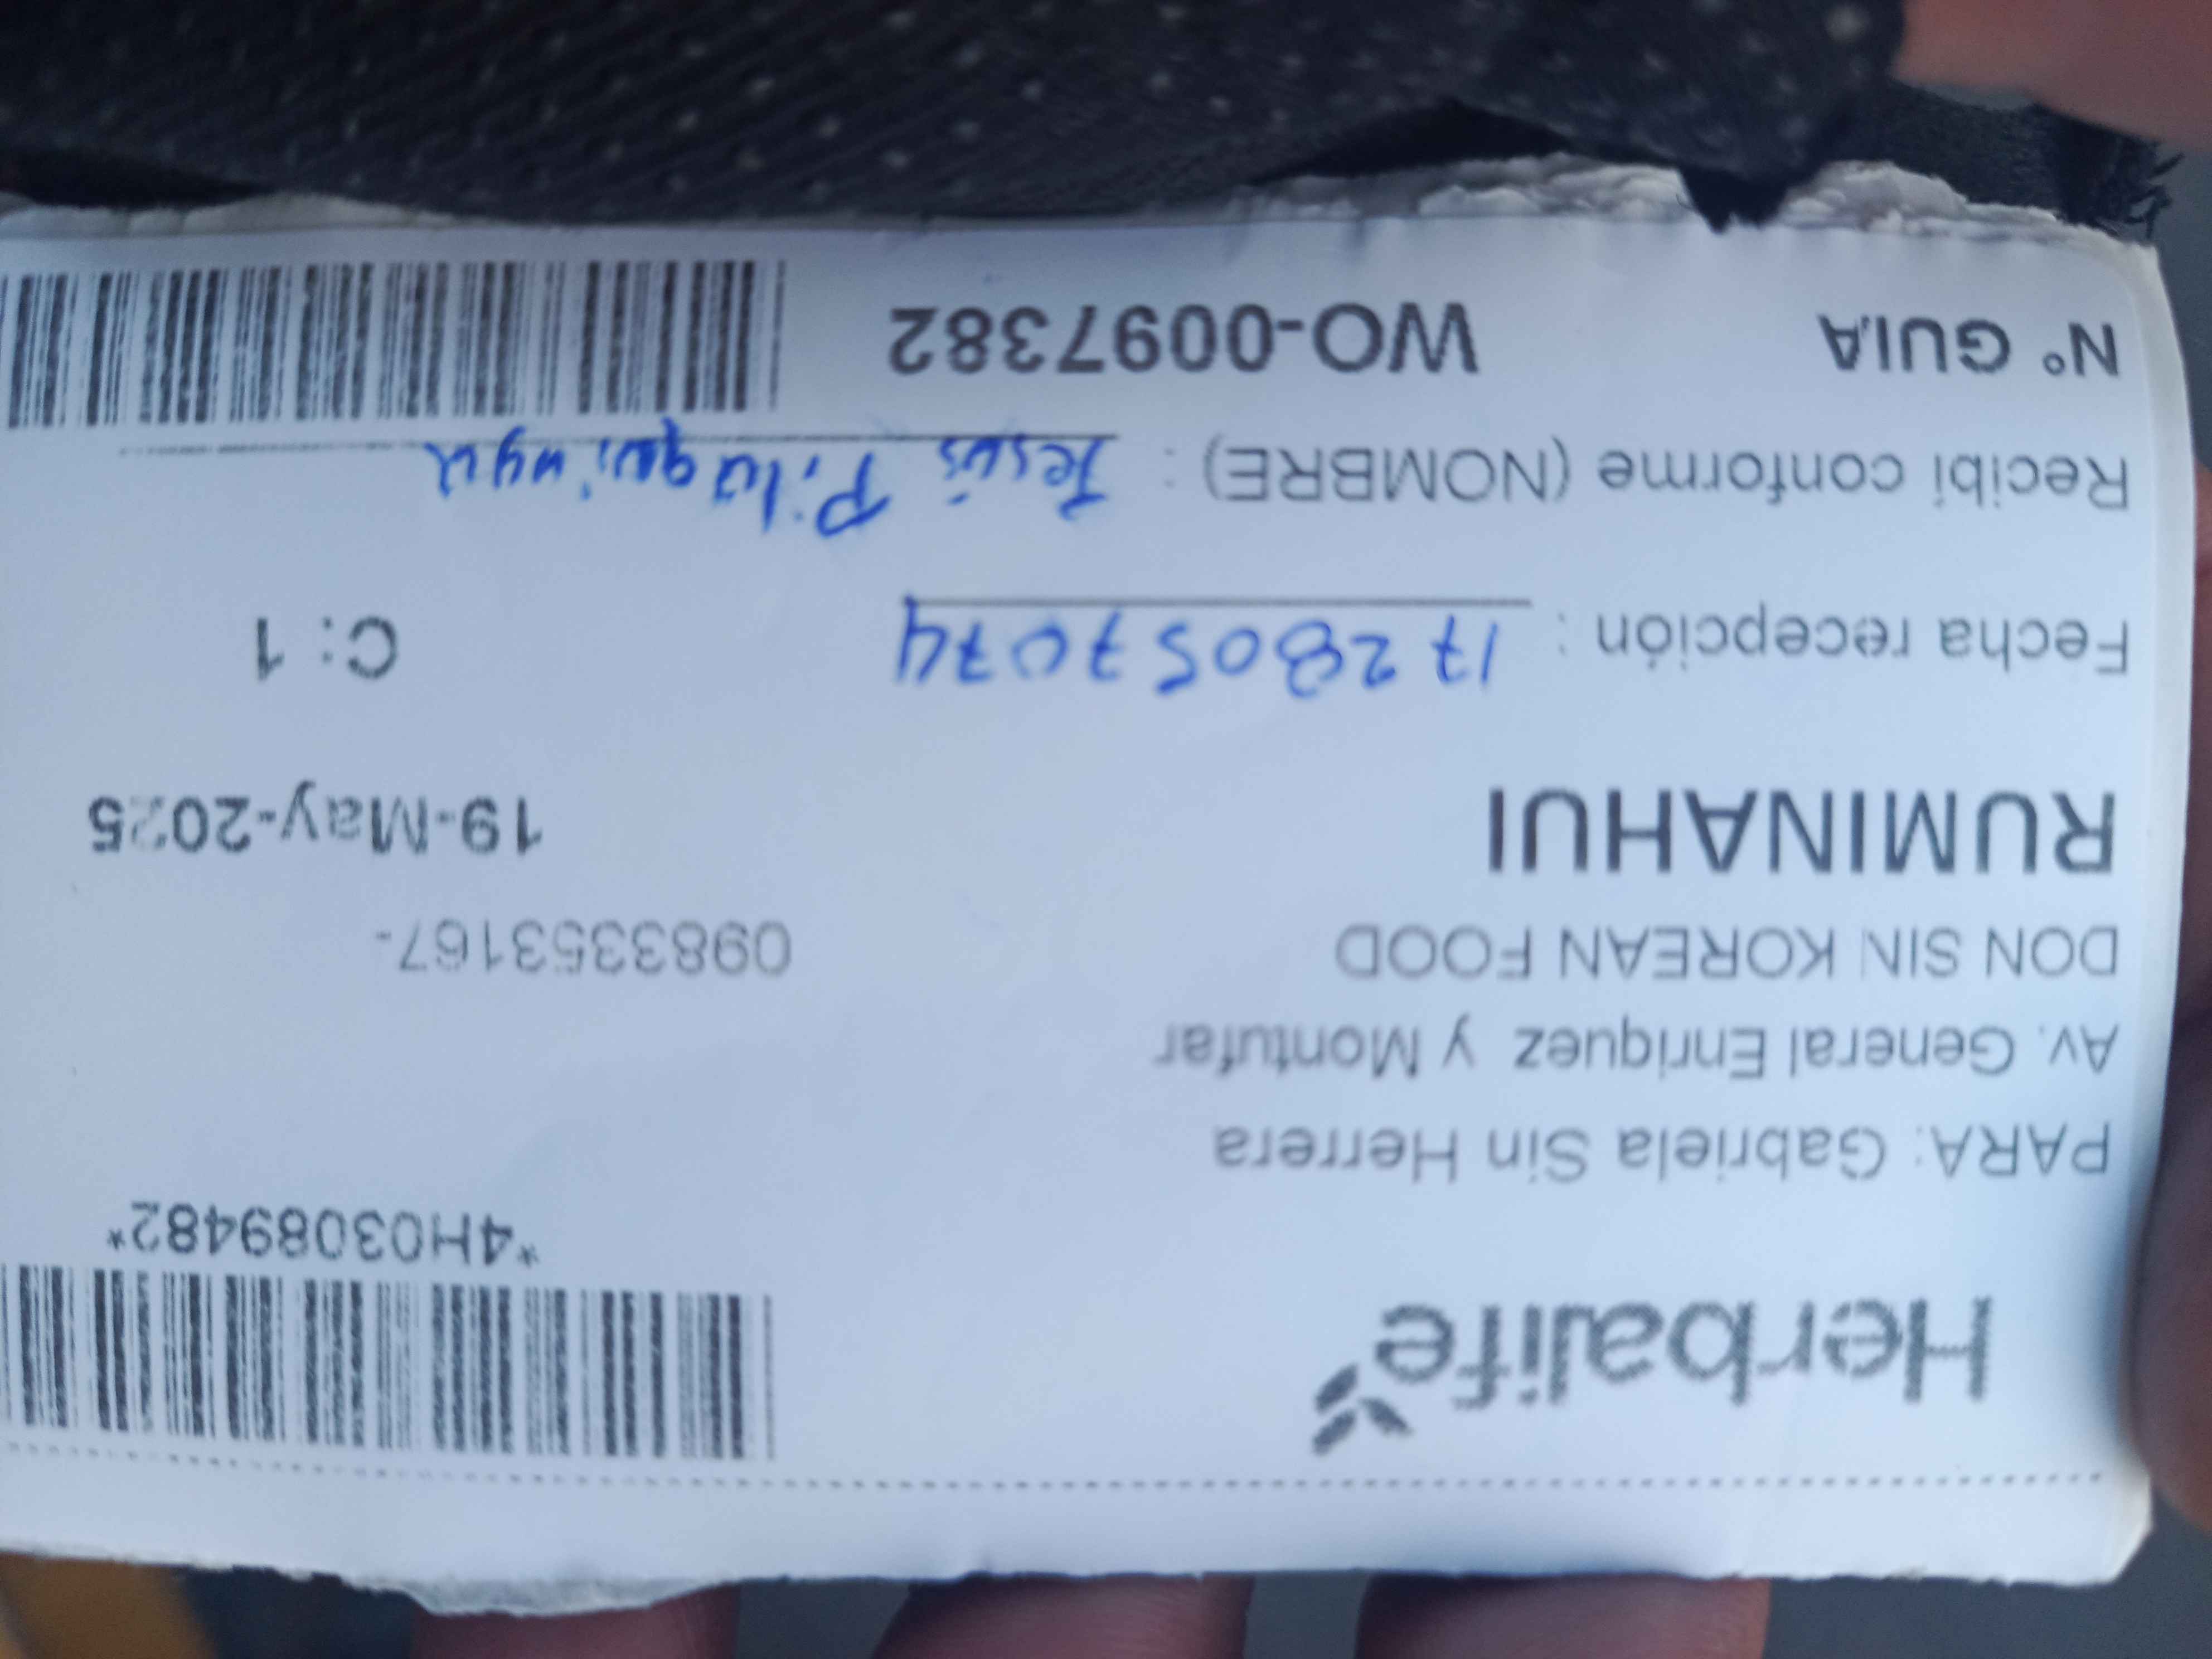 Herbalife
*4H03089482*
PARA: Gabriela Sin Herrera
Av. General Enriquez y Montufar
DON SIN KOREAN FOOD 0983353167-
RUMINAHUI 19-May-2025
Fecha recepción : 1728057074 C: 1
Recibí conforme (NOMBRE) : Jesús
N° GUIA WO-0097382